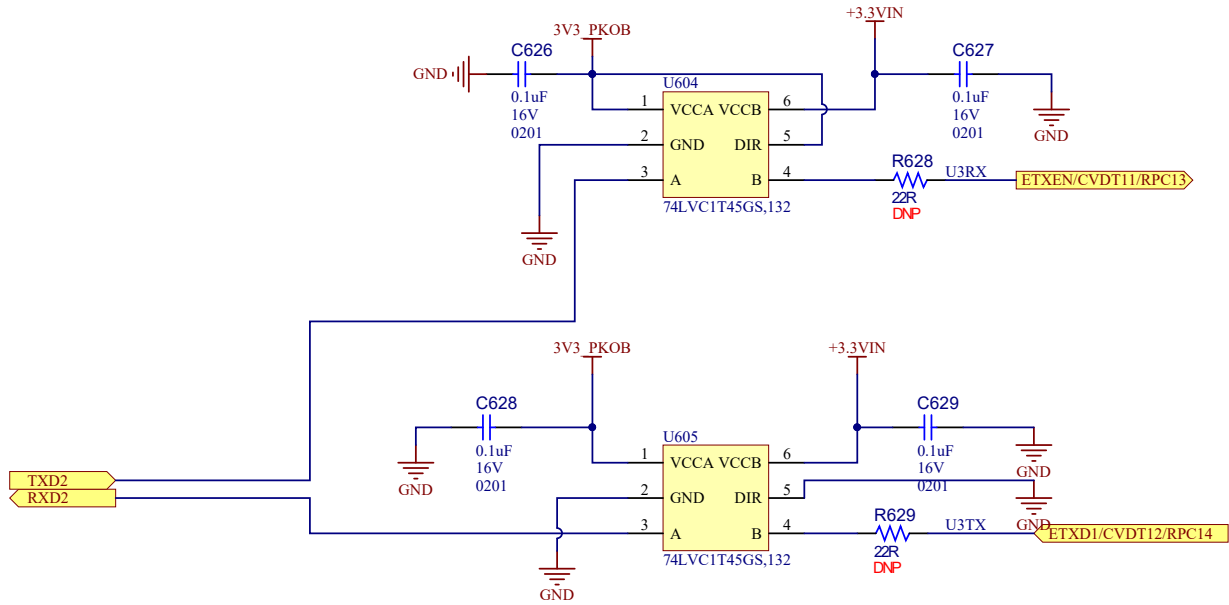 +3.3VIN
3V3_PKOB
C626
C627
GND
U604
0.1uF
16V
0201
1
VCCA
VCCB
6
0.1uF
16V
0201
2
GND
DIR
5
GND
3
A
B
4
R628
U3RX
ETXEN/CVDT11/RPC13
22R
DNP
74LVC1T45GS,132
GND
3V3_PKOB
+3.3VIN
C628
C629
U605
0.1uF
16V
0201
1
VCCA
VCCB
6
0.1uF
16V
0201
GND
GND
TXD2
RXD2
2
GND
DIR
5
GND
3
A
B
4
R629
U3TX
ETXD1/CVDT12/RPC14
22R
DNP
74LVC1T45GS,132
GND